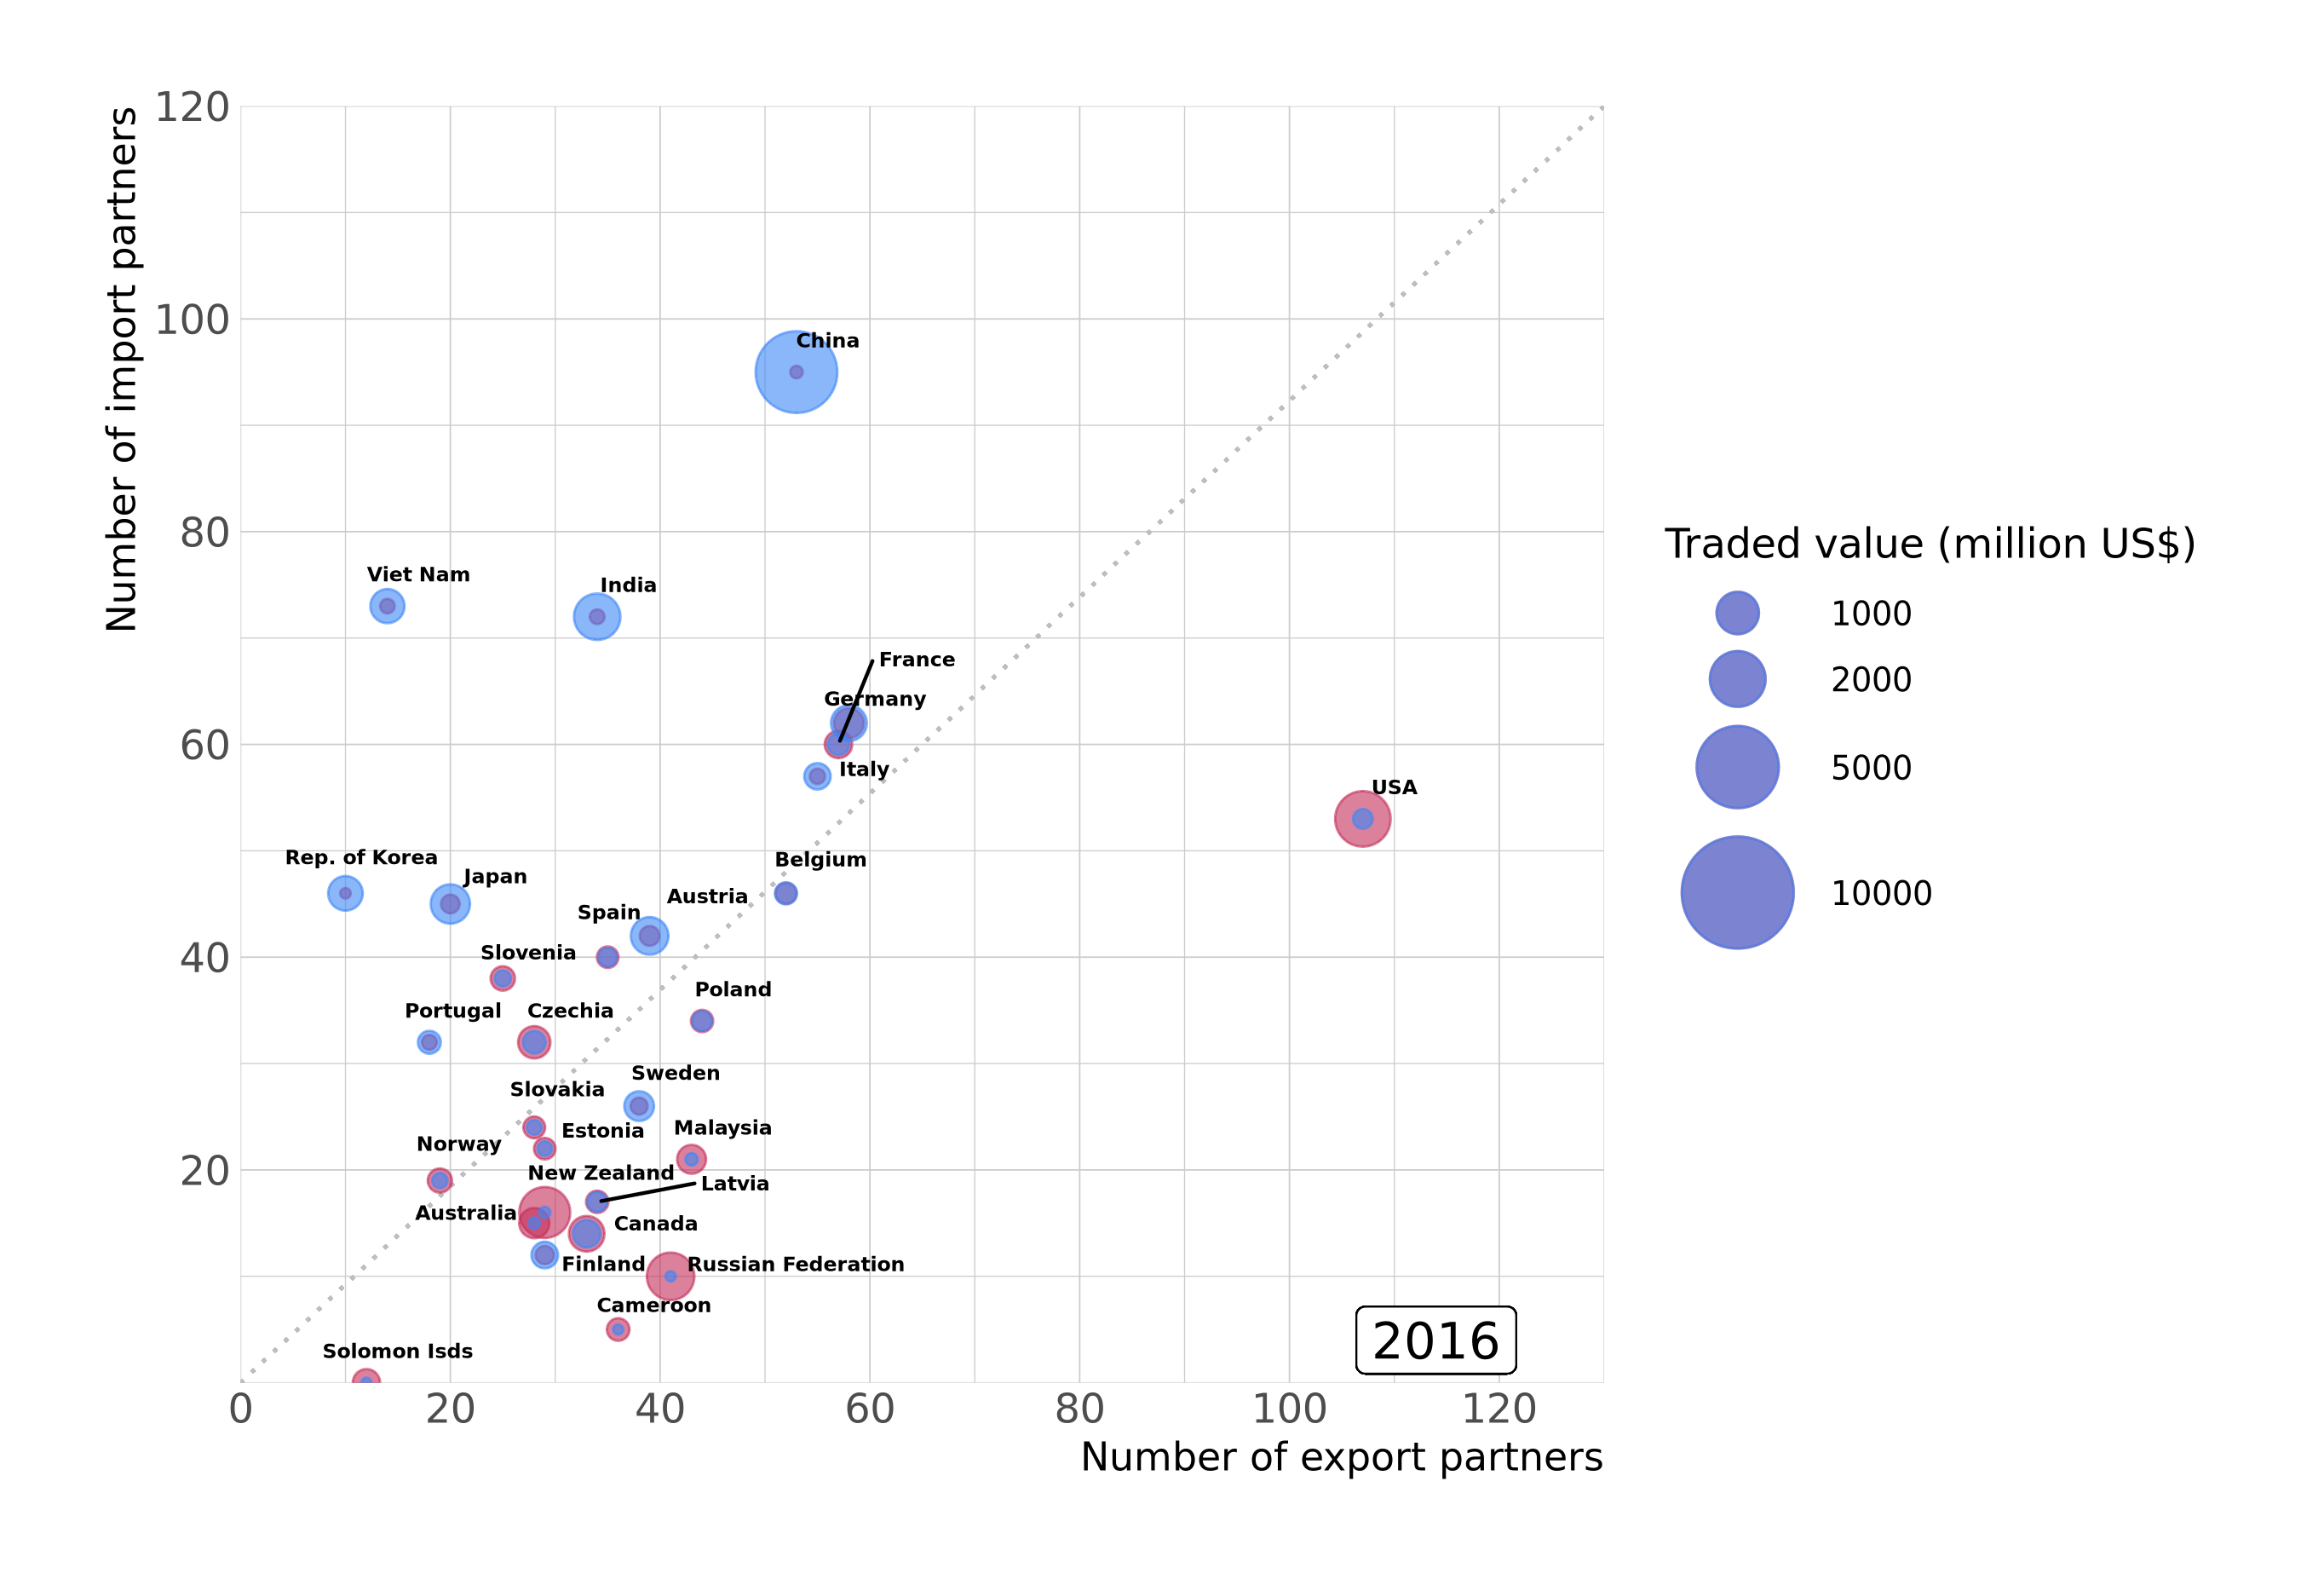 Number of import partners
120
100
80
60
40
20
China
Viet Nam
India
France
Germany
Italy
USA
Rep. of Korea
Japan
Belgium
Austria
Spain
Slovenia
Poland
Portugal
Czechia
Sweden
Slovakia
Malaysia
Estonia
Norway
New Zealand
Latvia
Australia
Canada
Finland
Russian Federation
Cameroon
Solomon Isds
2016
0
20
40
60
80
100
120
Number of export partners
Traded value (million US$)
1000
2000
5000
10000